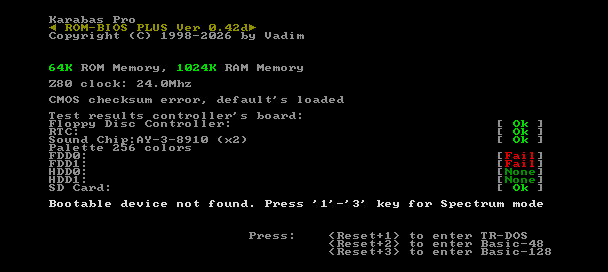 Karabas Pro
◄ ROM-BIOS PLUS Ver 0.42d►
Copyright (C) 1998-2026 by Vadim
64K ROM Memory, 1024K RAM Memory
Z80 clock: 24.0Mhz
CMOS checksum error, default's loaded
Test results controller's board:
Floppy Disc Controller: [ Ok ]
RTC: [ Ok ]
Sound Chip:AY-3-8910 (x2) [ Ok ]
Palette 256 colors
FDD0: [Fail]
FDD1: [Fail]
HDD0: [None]
HDD1: [None]
SD Card: [ Ok ]
Bootable device not found. Press '1'-'3' key for Spectrum mode
Press: <Reset+1> to enter TR-DOS
<Reset+2> to enter Basic-48
<Reset+3> to enter Basic-128